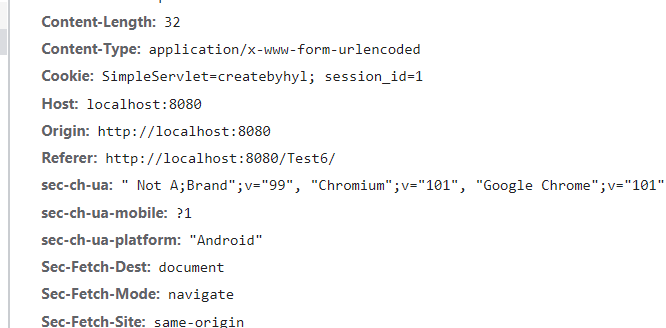 Content-Length: 32
Content-Type: application/x-www-form-urlencoded
Cookie: SimpleServlet=createbyhyl; session_id=1
Host: localhost:8080
Origin: http://localhost:8080
Referer: http://localhost:8080/Test6/
sec-ch-ua: " Not A;Brand";v="99", "Chromium";v="101", "Google Chrome";v="101"
sec-ch-ua-mobile: ?1
sec-ch-ua-platform: "Android"
Sec-Fetch-Dest: document
Sec-Fetch-Mode: navigate
Sec-Fetch-Site: same-origin